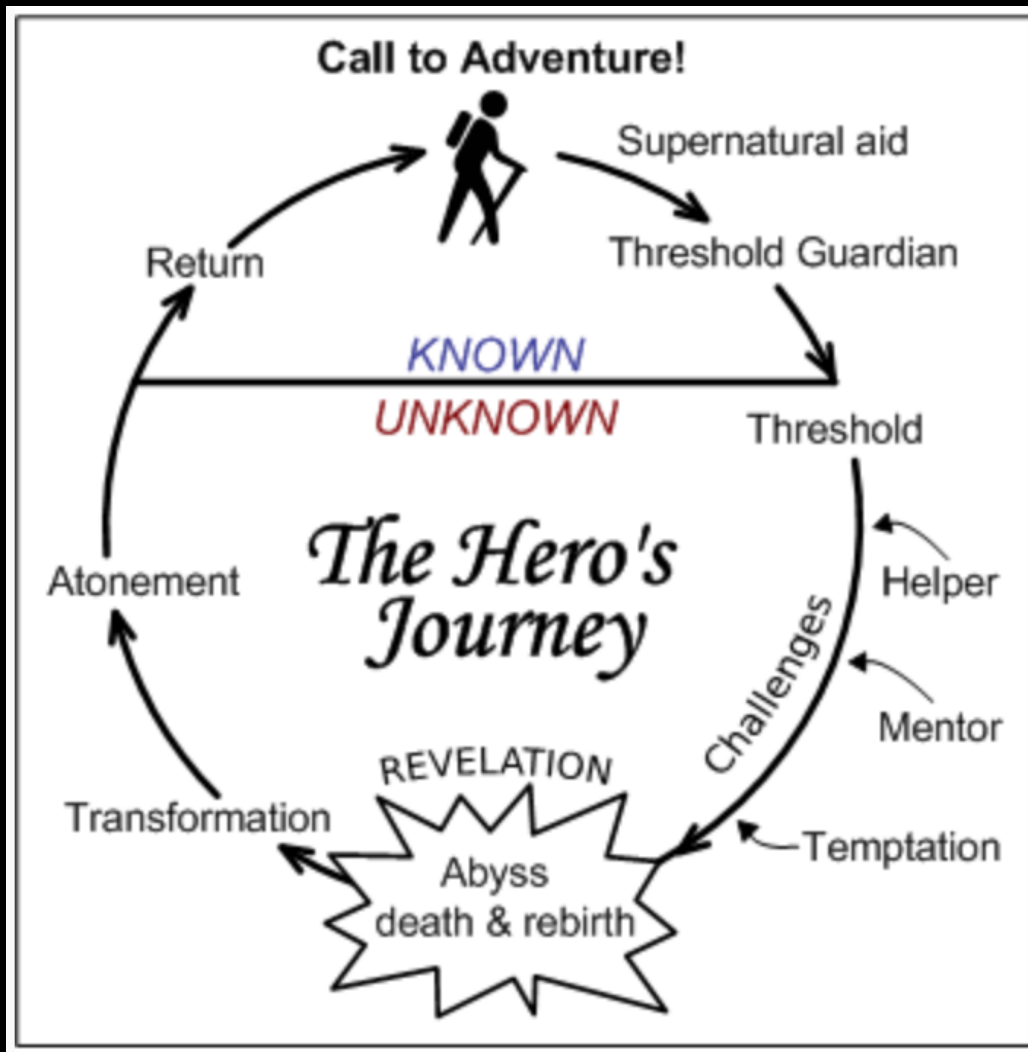 Call to Adventure!
Supernatural aid
Threshold Guardian
Return
KNOWN
UNKNOWN
Threshold
The Hero's
Journey
Helper
Atonement
Challenges
Mentor
REVELATION
Transformation
Temptation
Abyss
death & rebirth